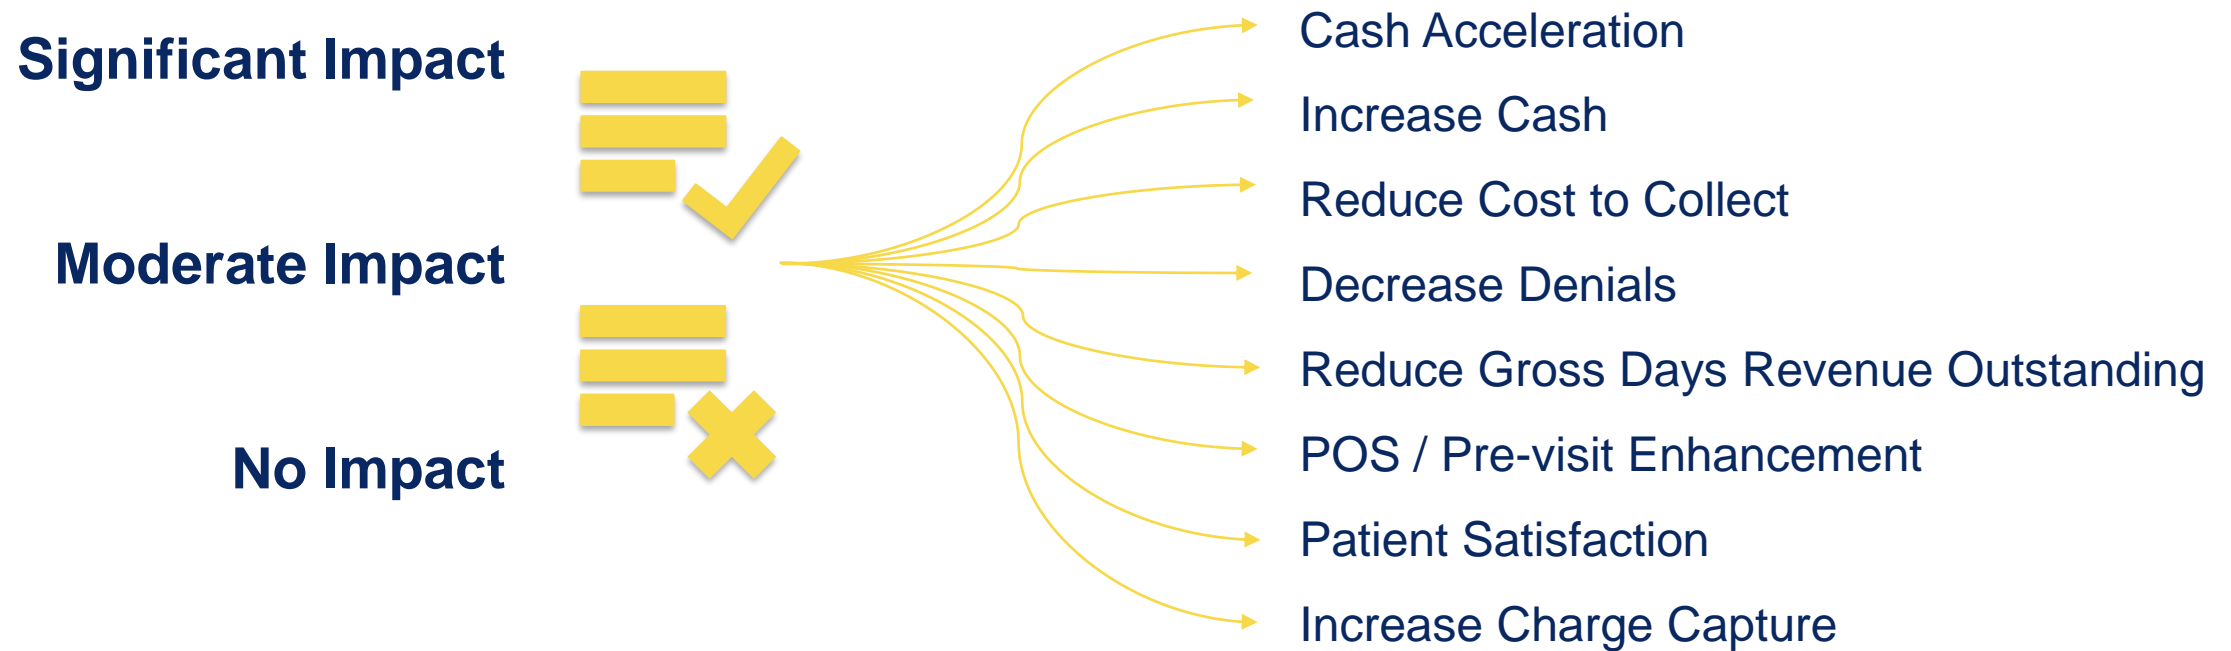 Significant Impact
Moderate Impact
No Impact
Cash Acceleration
Increase Cash
Reduce Cost to Collect
Decrease Denials
Reduce Gross Days Revenue Outstanding
POS / Pre-visit Enhancement
Patient Satisfaction
Increase Charge Capture